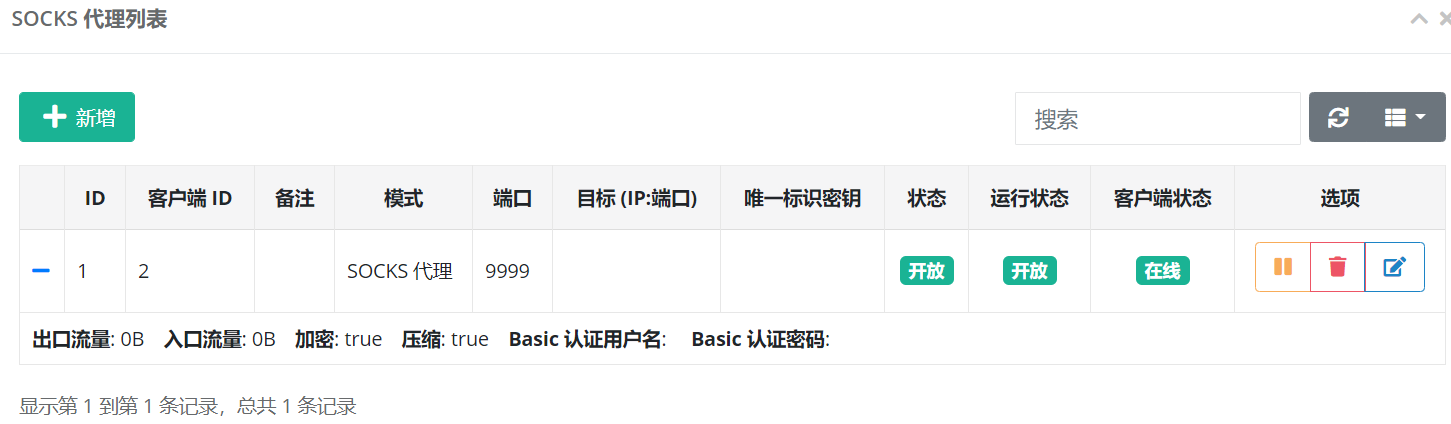 SOCKS 代理列表
新增
搜索
ID 客户端 ID 备注 模式 端口 目标 (IP:端口) 唯一标识密钥 状态 运行状态 客户端状态 选项
1 2 SOCKS 代理 9999 开放 开放 在线
出口流量: 0B 入口流量: 0B 加密: true 压缩: true Basic 认证用户名: Basic 认证密码:
显示第 1 到第 1 条记录，总共 1 条记录